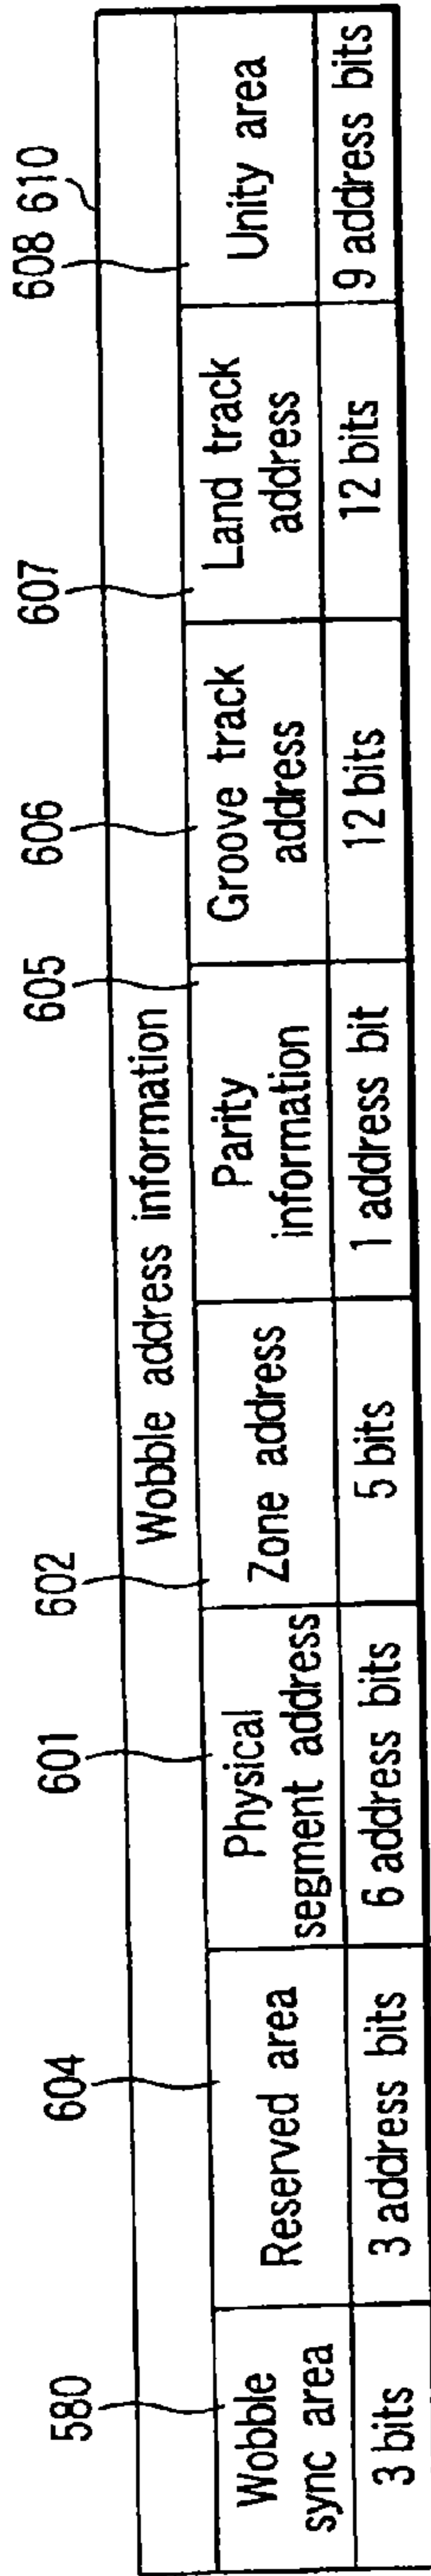 580 604 601 602 605 606 607 608 610
Wobble address information
Wobble sync area
Reserved area
Physical segment address
Zone address
Parity information
Groove track address
Land track address
Unity area
3 bits
3 address bits
6 address bits
5 bits
1 address bit
12 bits
12 bits
9 address bits